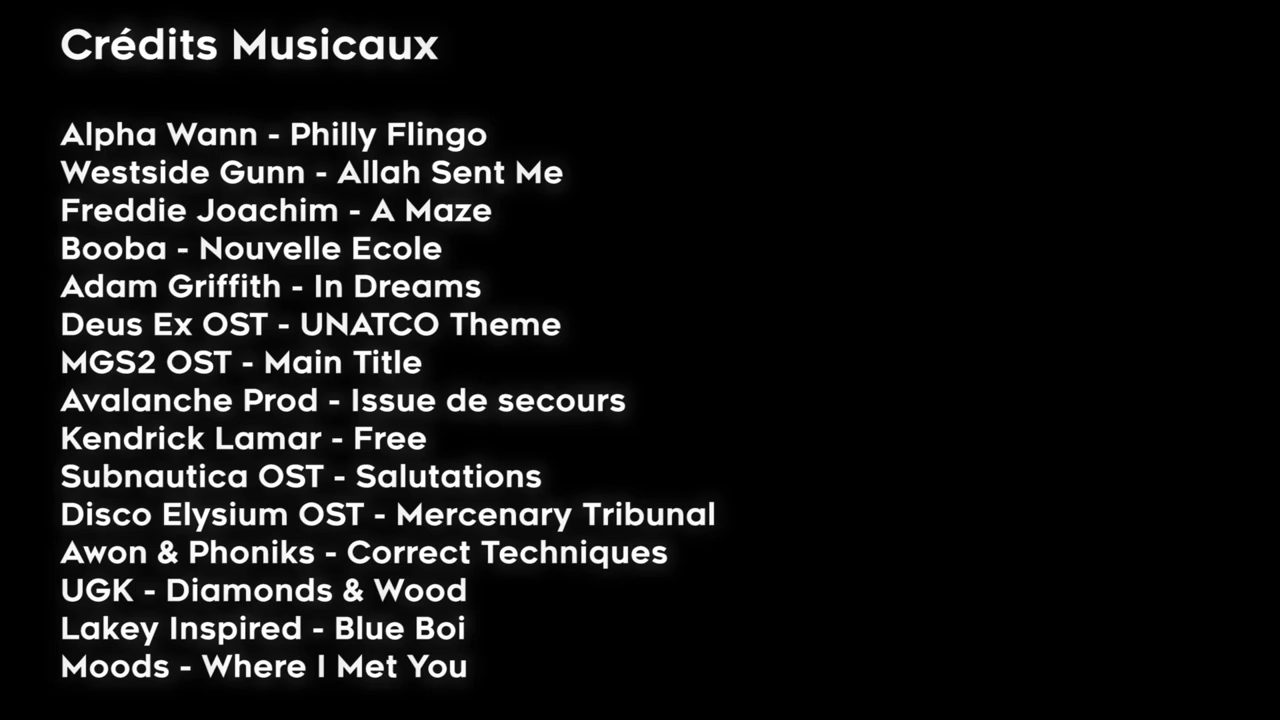 Crédits Musicaux
Alpha Wann - Philly Flingo
Westside Gunn - Allah Sent Me
Freddie Joachim - A Maze
Booba - Nouvelle Ecole
Adam Griffith - In Dreams
Deus Ex OST - UNATCO Theme
MGS2 OST - Main Title
Avalanche Prod - Issue de secours
Kendrick Lamar - Free
Subnautica OST - Salutations
Disco Elysium OST - Mercenary Tribunal
Awon & Phoniks - Correct Techniques
UGK - Diamonds & Wood
Lakey Inspired - Blue Boi
Moods - Where I Met You